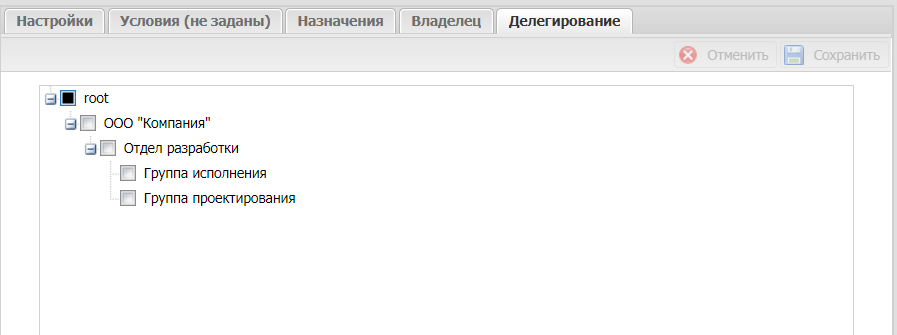 Настройки Условия (не заданы) Назначения Владелец Делегирование
Отменить Сохранить
root
ООО "Компания"
Отдел разработки
Группа исполнения
Группа проектирования